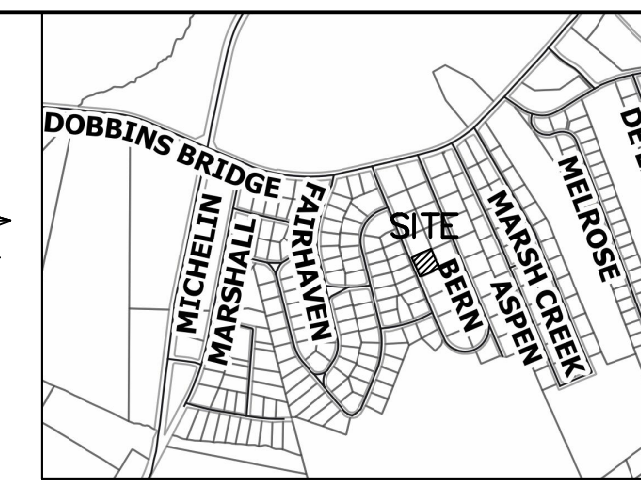 DOBBINS BRIDGE
MICHELIN
MARSHALL
FAIRHAVEN
SITE
BERN
ASPEN
MARSH CREEK
MELROSE